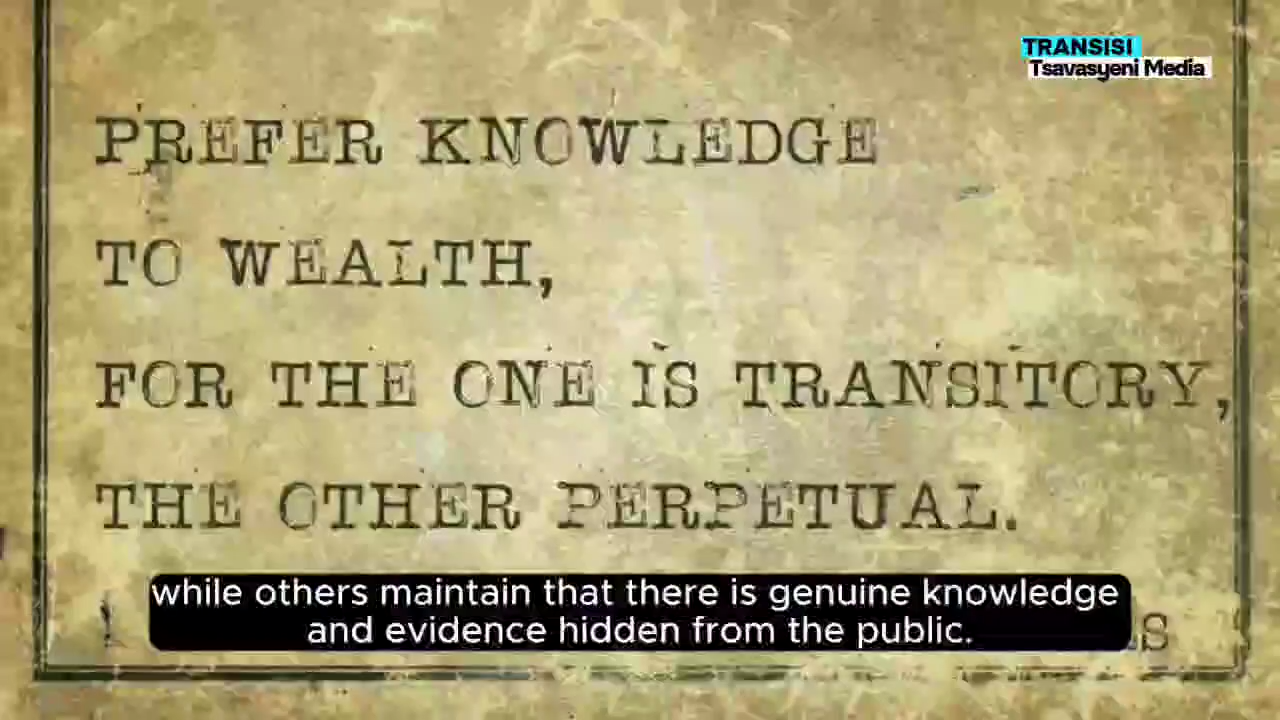 TRANSISI
Tsavasyeni Media
PREFER KNOWLEDGE
TO WEALTH,
FOR THE ONE IS TRANSITORY,
THE OTHER PERPETUAL.
while others maintain that there is genuine knowledge
and evidence hidden from the public.